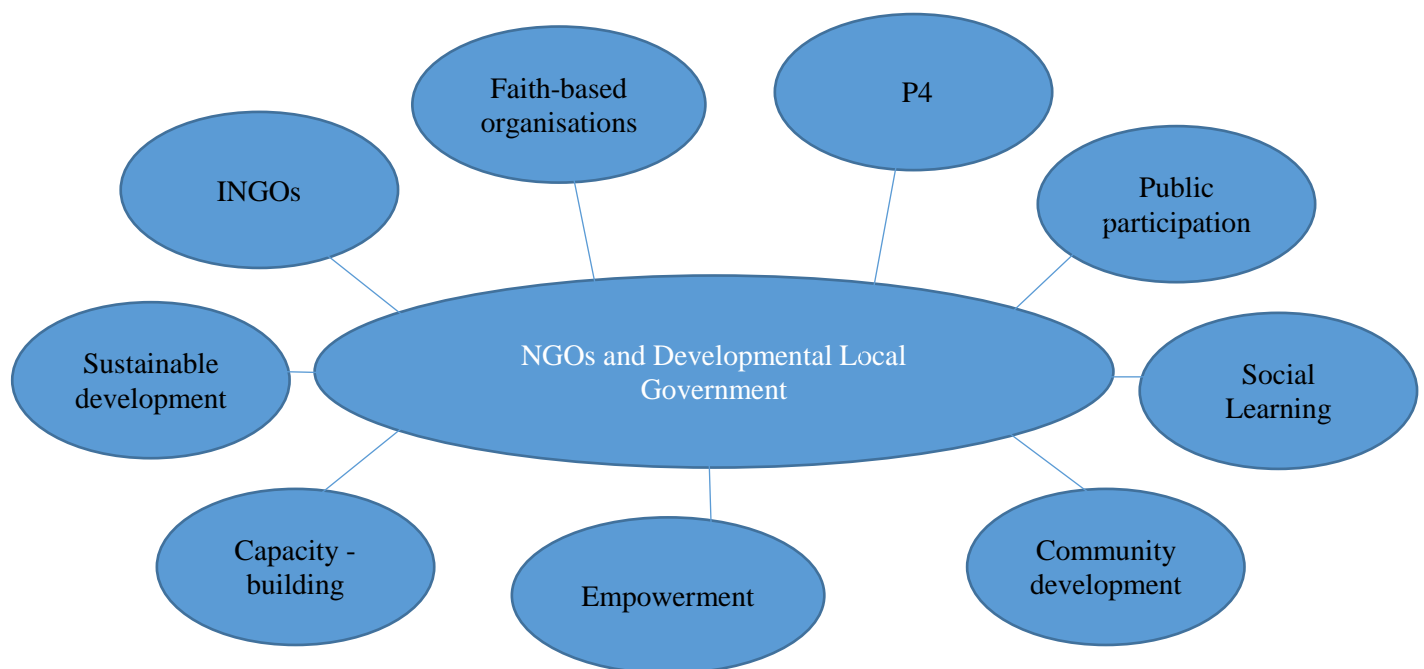 Faith-based
organisations
P4
INGOs
Public
participation
NGOs and Developmental Local
Government
Sustainable
development
Social
Learning
Capacity -
building
Empowerment
Community
development